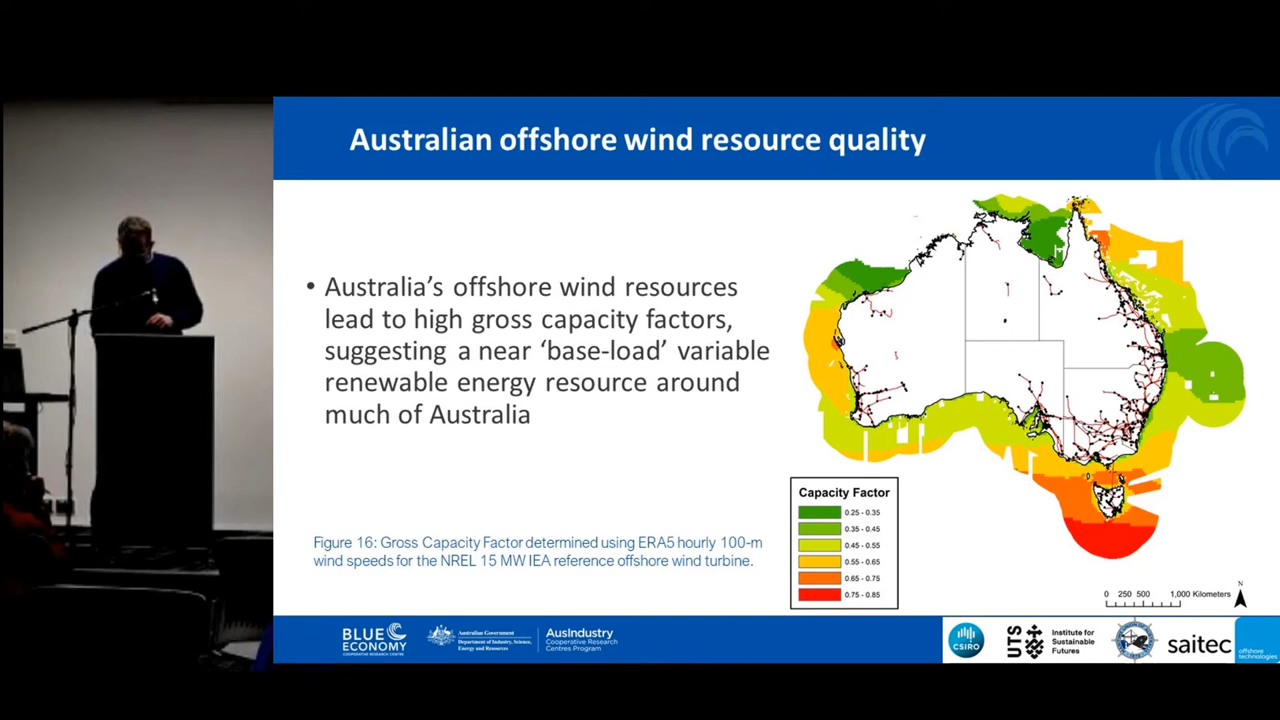 Australian offshore wind resource quality
• Australia's offshore wind resources
lead to high gross capacity factors,
suggesting a near 'base-load' variable
renewable energy resource around
much of Australia
Figure 16: Gross Capacity Factor determined using ERA5 hourly 100-m
wind speeds for the NREL 15 MW IEA reference offshore wind turbine.
Capacity Factor
0.25 - 0.35
0.35 - 0.45
0.45 - 0.55
0.55 - 0.65
0.65 - 0.75
0.75 - 0.85
0 250 500 1,000 Kilometers
N
BLUE
ECONOMY
COOPERATIVE RESEARCH CENTRE
Australian Government
Department of Industry, Science,
Energy and Resources
AusIndustry
Cooperative Research
Centres Program
CSIRO
UTS
Institute for
Sustainable
Futures
saitec
offshore
technologies